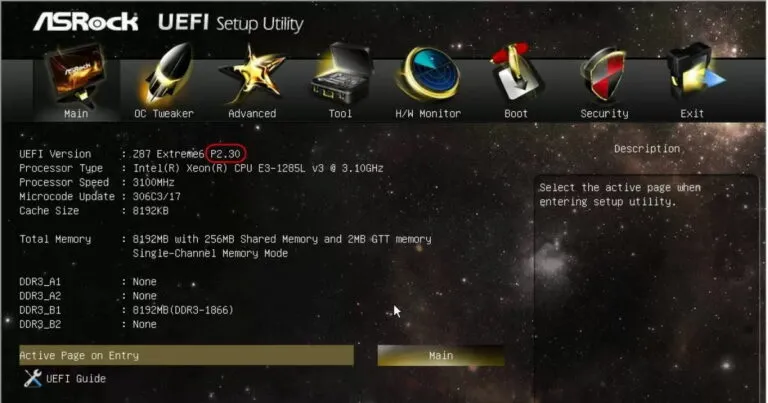 ASRock UEFI Setup Utility
ASRock
Main OC Tweaker Advanced Tool H/W Monitor Boot Security Exit
UEFI Version : Z87 Extreme6 P2.30
Processor Type : Intel(R) Xeon(R) CPU E3-1285L v3 @ 3.10GHz
Processor Speed : 3100MHz
Microcode Update : 306C3/17
Cache Size : 8192KB
Total Memory : 8192MB with 256MB Shared Memory and 2MB GTT memory
Single-Channel Memory Mode
DDR3_A1 : None
DDR3_A2 : None
DDR3_B1 : 8192MB(DDR3-1866)
DDR3_B2 : None
Active Page on Entry Main
UEFI Guide
Description
Select the active page when
entering setup utility.